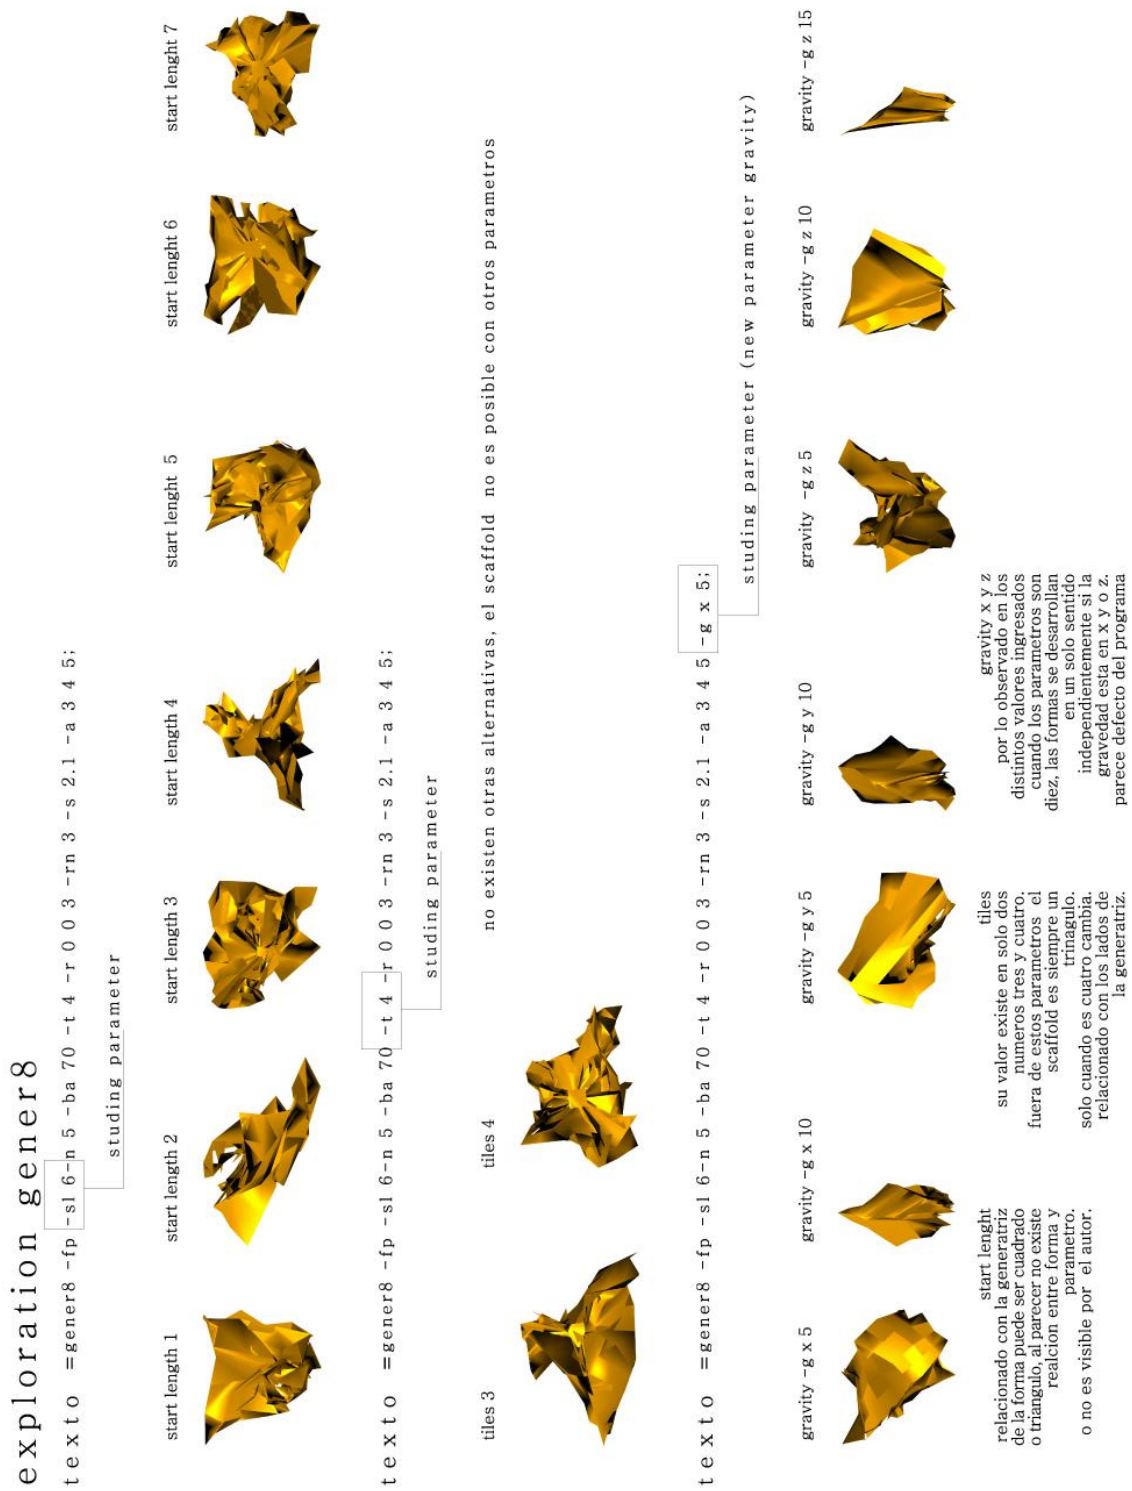 exploration gener8
texto =gener8 -fp -sl 6-n 5 -ba 70 -t 4 -r 0 0 3 -rn 3 -s 2.1 -a 3 4 5;
studing parameter
start length 1
start length 2
start length 3
start length 4
start lenght 5
start lenght 6
start lenght 7
texto =gener8 -fp -sl 6-n 5 -ba 70 -t 4 -r 0 0 3 -rn 3 -s 2.1 -a 3 4 5;
studing parameter
tiles 3
tiles 4
no existen otras alternativas, el scaffold no es posible con otros parametros
texto =gener8 -fp -sl 6-n 5 -ba 70 -t 4 -r 0 0 3 -rn 3 -s 2.1 -a 3 4 5 -g x 5;
studing parameter (new parameter gravity)
gravity -g x 5
gravity -g x 10
gravity -g y 5
gravity -g y 10
gravity -g z 5
gravity -g z 10
gravity -g z 15
start lenght
relacionado con la generatriz
de la forma puede ser cuadrado
o triangulo, al parecer no existe
realcion entre forma y
parametro.
o no es visible por el autor.
tiles
su valor existe en solo dos
numeros tres y cuatro.
fuera de estos parametros el
scaffold es siempre un
trinagulo.
solo cuando es cuatro cambia.
relacionado con los lados de
la generatriz.
gravity x y z
por lo observado en los
distintos valores ingresados
cuando los parametros son
diez, las formas se desarrollan
en un solo sentido
independientemente si la
gravedad esta en x y o z.
parece defecto del programa